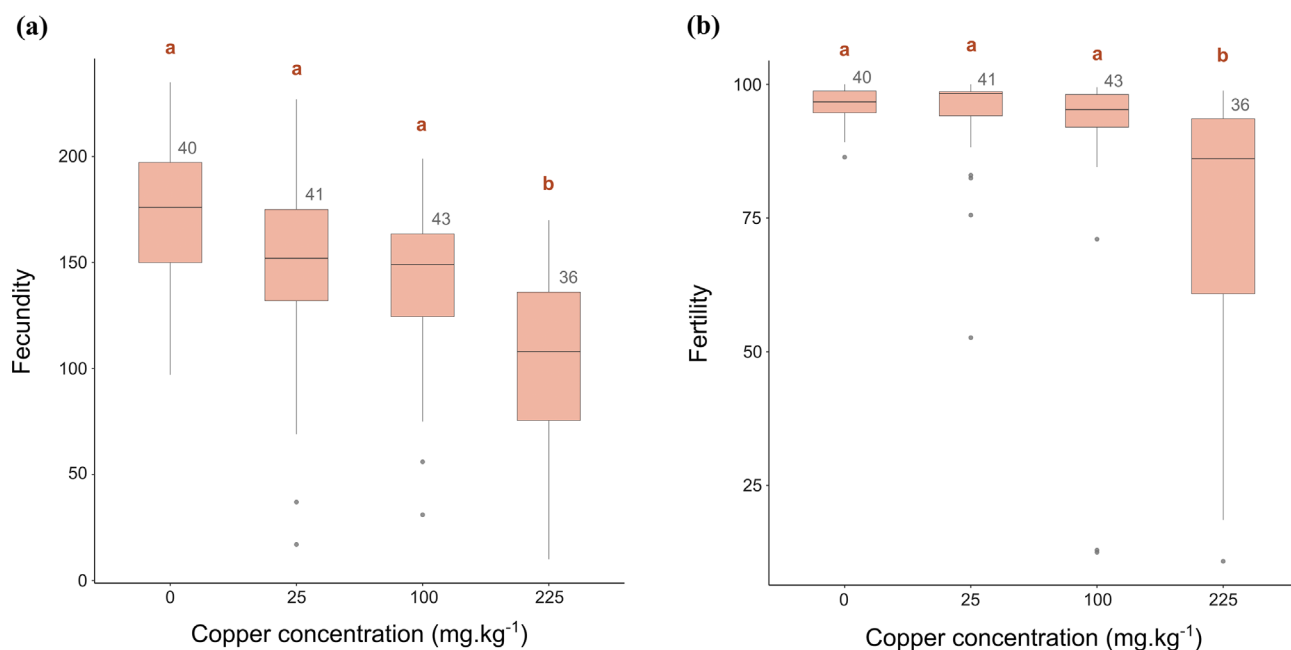 (a)
a
a
a
b
40
41
43
36
200
150
100
50
0
Fecundity
0 25 100 225
Copper concentration (mg.kg⁻¹)
(b)
a
a
a
b
40
41
43
36
100
75
50
25
Fertility
0 25 100 225
Copper concentration (mg.kg⁻¹)